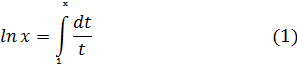 ln x = ∫₁ˣ dt/t (1)